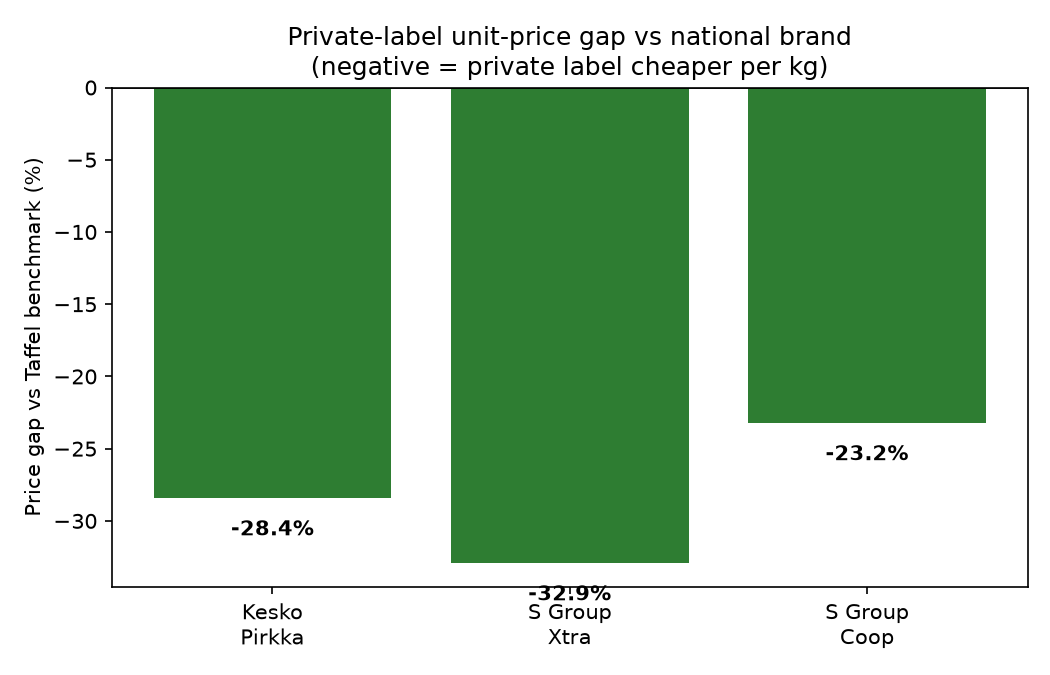 Private-label unit-price gap vs national brand
(negative = private label cheaper per kg)
Price gap vs Taffel benchmark (%)
0
−5
−10
−15
−20
−25
−30
-28.4%
-32.9%
-23.2%
Kesko
Pirkka
S Group
Xtra
S Group
Coop